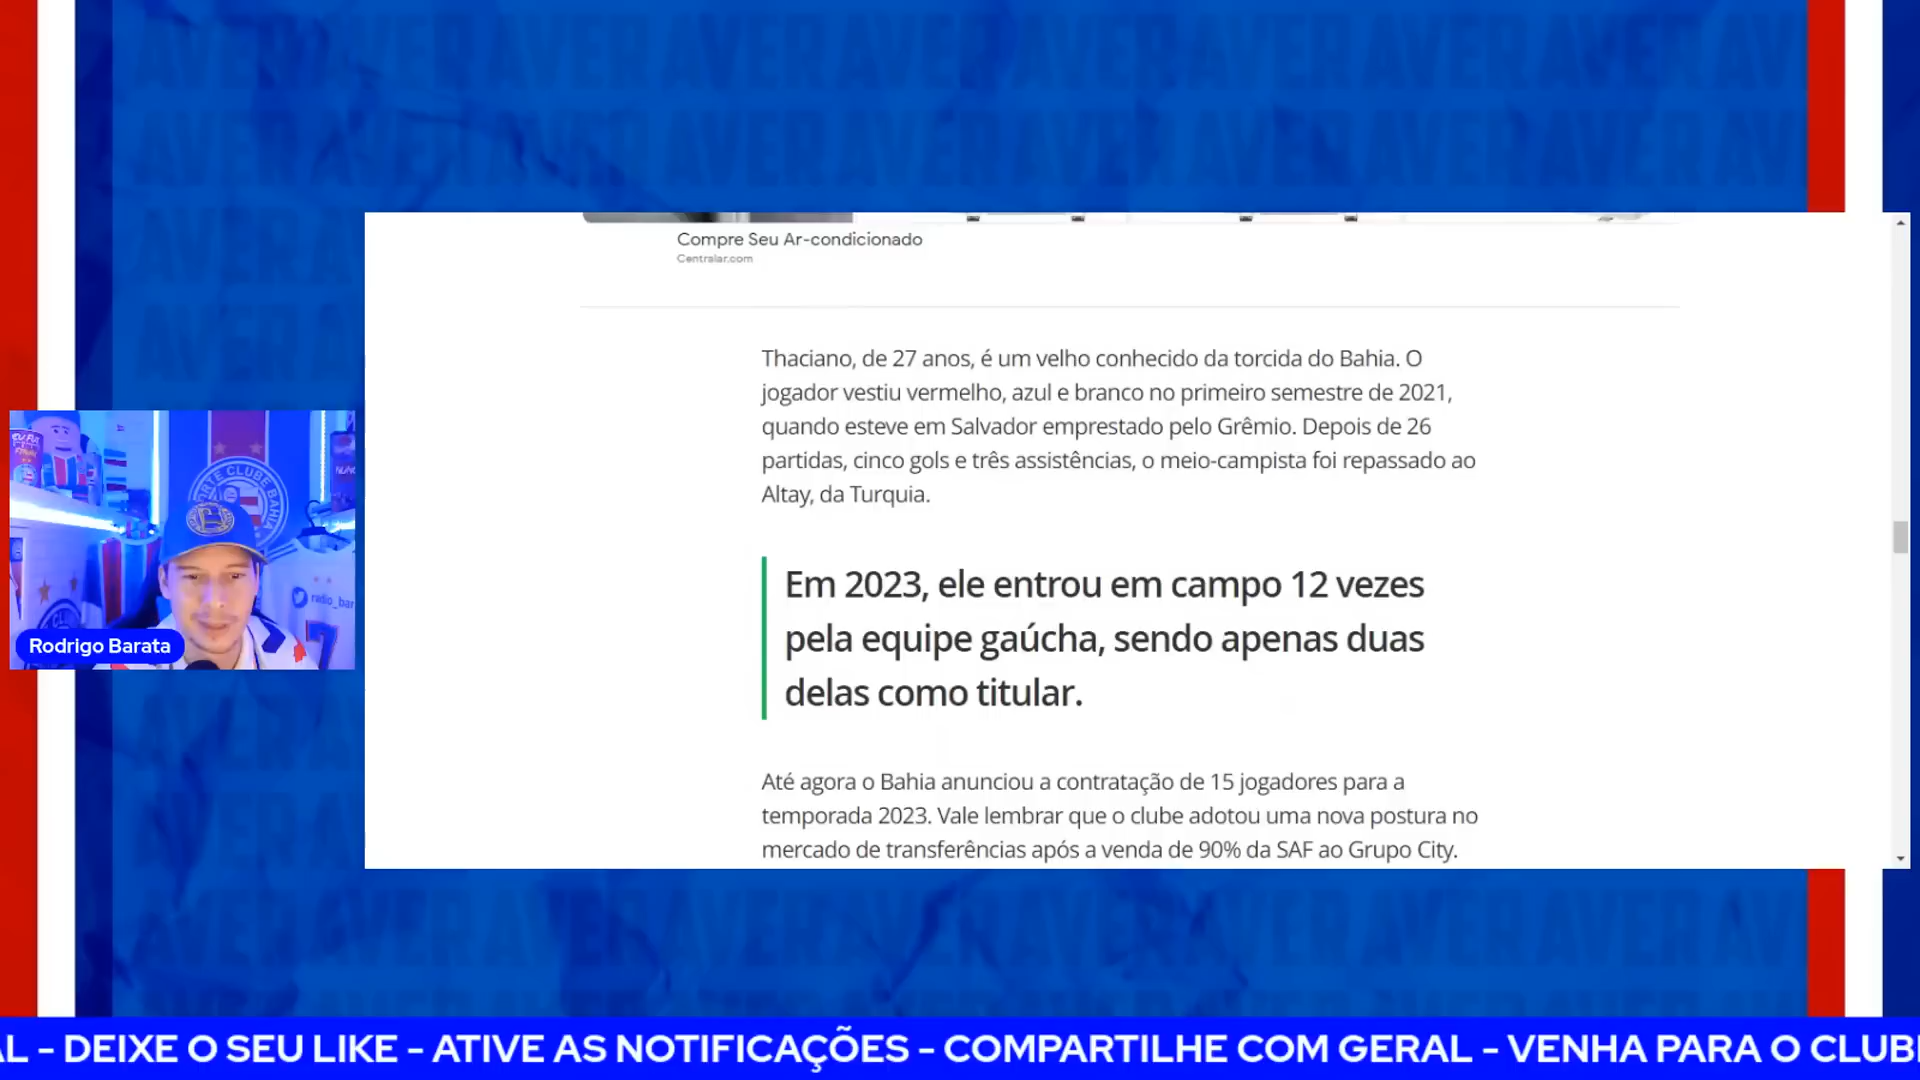 Compre Seu Ar-condicionado
Centralar.com
Thaciano, de 27 anos, é um velho conhecido da torcida do Bahia. O
jogador vestiu vermelho, azul e branco no primeiro semestre de 2021,
quando esteve em Salvador emprestado pelo Grêmio. Depois de 26
partidas, cinco gols e três assistências, o meio-campista foi repassado ao
Altay, da Turquia.
Em 2023, ele entrou em campo 12 vezes
pela equipe gaúcha, sendo apenas duas
delas como titular.
Até agora o Bahia anunciou a contratação de 15 jogadores para a
temporada 2023. Vale lembrar que o clube adotou uma nova postura no
mercado de transferências após a venda de 90% da SAF ao Grupo City.
Rodrigo Barata
AL - DEIXE O SEU LIKE - ATIVE AS NOTIFICAÇÕES - COMPARTILHE COM GERAL - VENHA PARA O CLUB